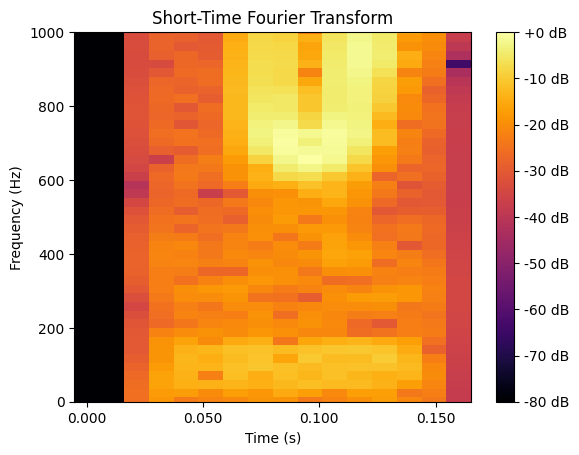 Short-Time Fourier Transform
1000
800
600
400
200
0
Frequency (Hz)
0.000
0.050
0.100
0.150
Time (s)
+0 dB
-10 dB
-20 dB
-30 dB
-40 dB
-50 dB
-60 dB
-70 dB
-80 dB